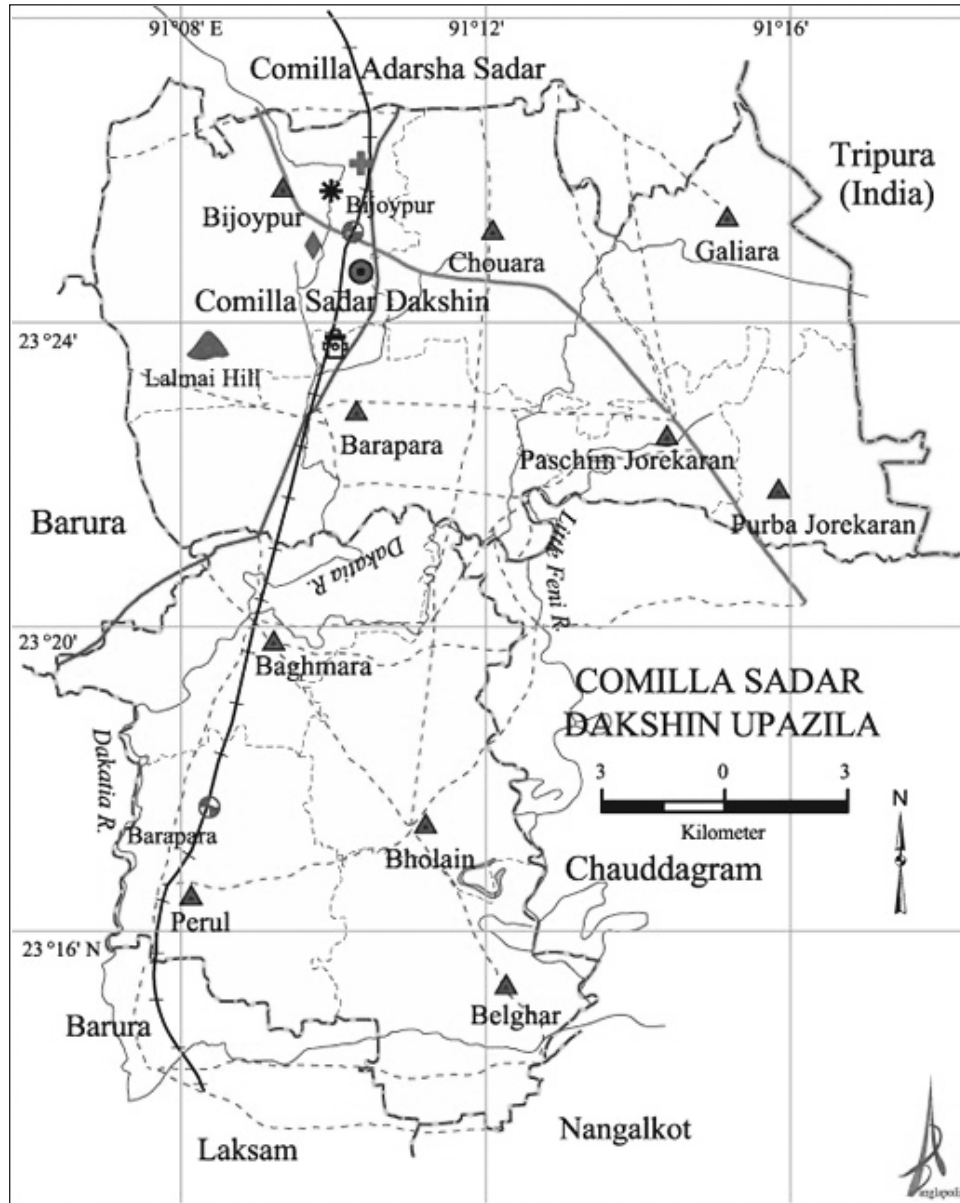 91°08' E
91°12'
91°16'
Comilla Adarsha Sadar
Tripura
(India)
Bijoypur
Bijoypur
Chouara
Galiara
Comilla Sadar Dakshin
23°24'
Lalmai Hill
Barapara
Paschim Jorekaran
Purba Jorekaran
Barura
Dakatia R.
Little Feni R.
23°20'
Baghmara
COMILLA SADAR
DAKSHIN UPAZILA
Dakatia R.
3 0 3
Kilometer
N
Barapara
Bholain
Chauddagram
Perul
23°16' N
Belghar
Barura
Nangalkot
Laksam